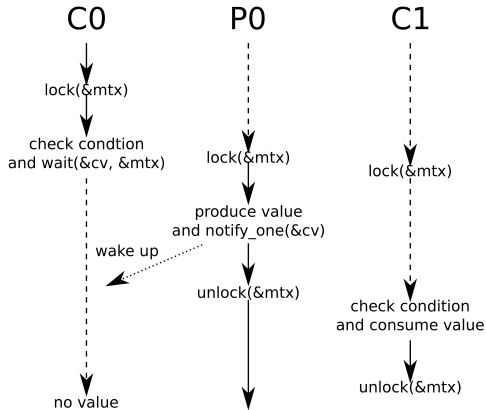 C0
P0
C1
lock(&mtx)
check condtion
and wait(&cv, &mtx)
lock(&mtx)
lock(&mtx)
produce value
and notify_one(&cv)
wake up
unlock(&mtx)
check condition
and consume value
unlock(&mtx)
no value